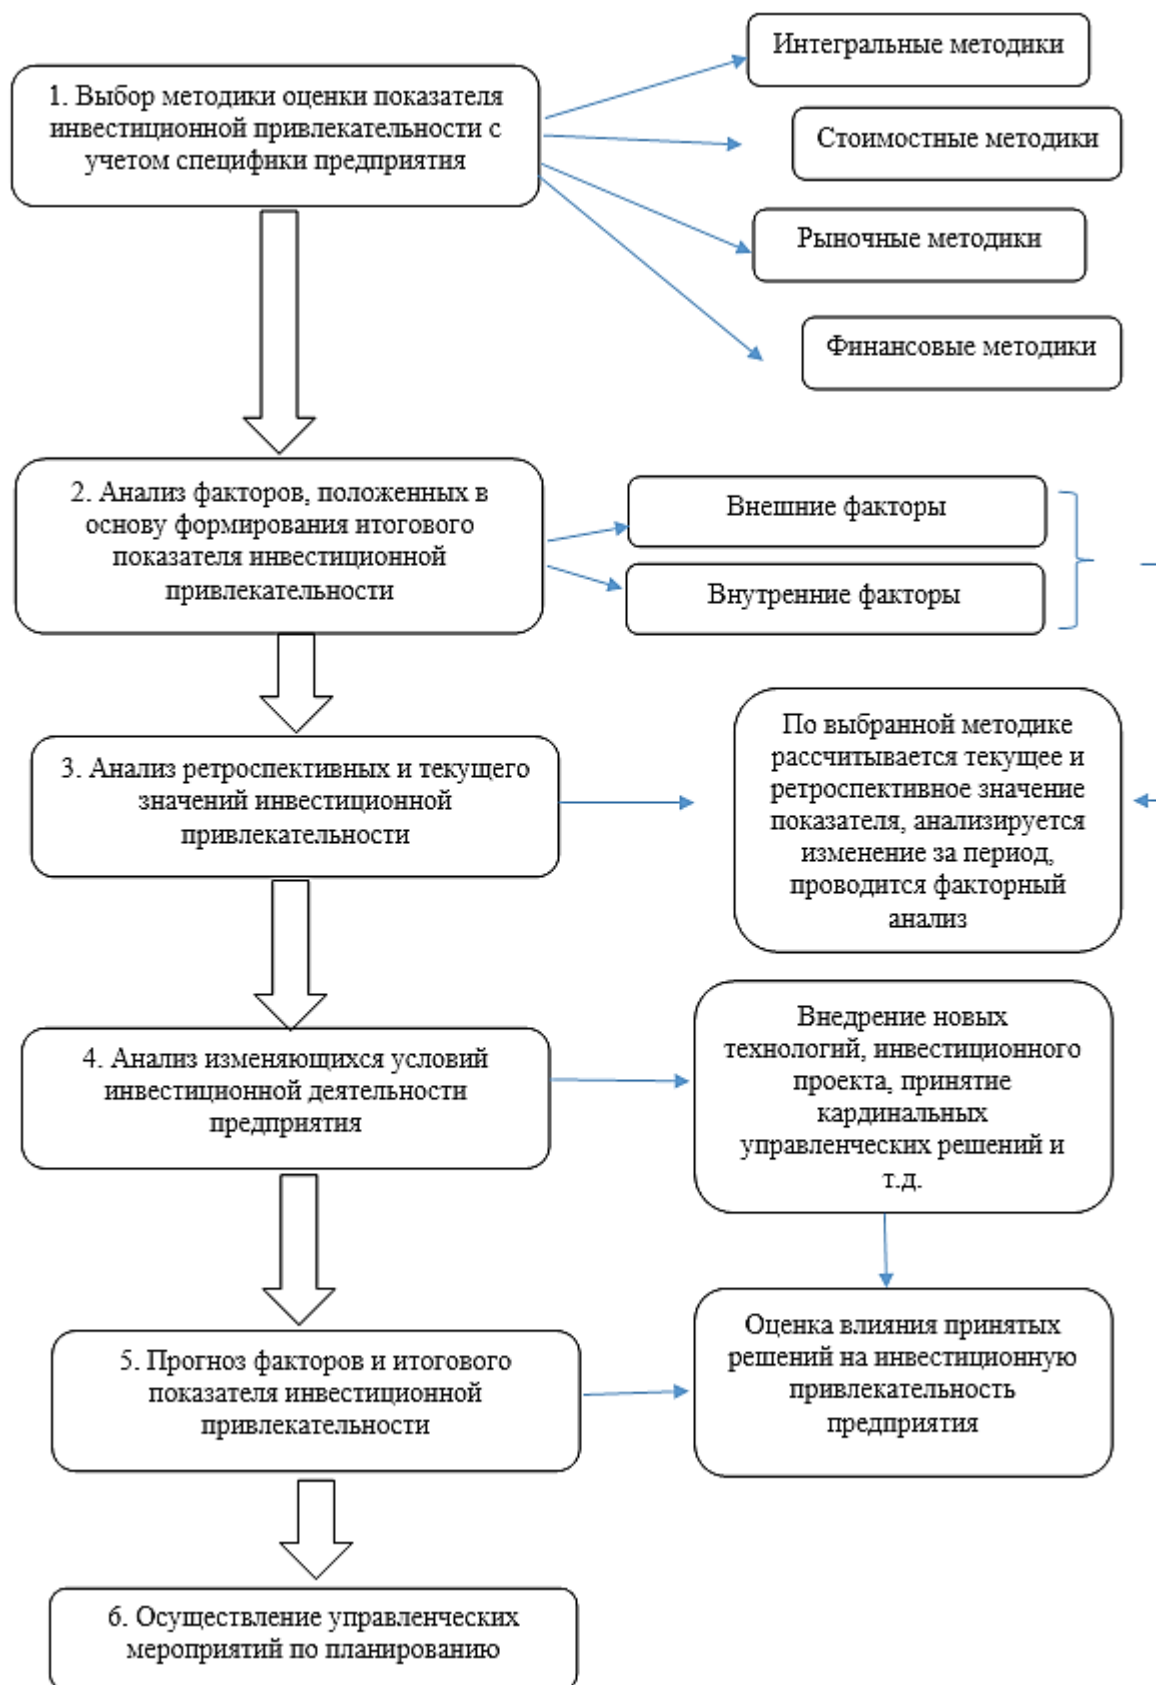 1. Выбор методики оценки показателя
инвестиционной привлекательности с
учетом специфики предприятия
Интегральные методики
Стоимостные методики
Рыночные методики
Финансовые методики
2. Анализ факторов, положенных в
основу формирования итогового
показателя инвестиционной
привлекательности
Внешние факторы
Внутренние факторы
3. Анализ ретроспективных и текущего
значений инвестиционной
привлекательности
По выбранной методике
рассчитывается текущее и
ретроспективное значение
показателя, анализируется
изменение за период,
проводится факторный
анализ
4. Анализ изменяющихся условий
инвестиционной деятельности
предприятия
Внедрение новых
технологий, инвестиционного
проекта, принятие
кардинальных
управленческих решений и
т.д.
5. Прогноз факторов и итогового
показателя инвестиционной
привлекательности
Оценка влияния принятых
решений на инвестиционную
привлекательность
предприятия
6. Осуществление управленческих
мероприятий по планированию